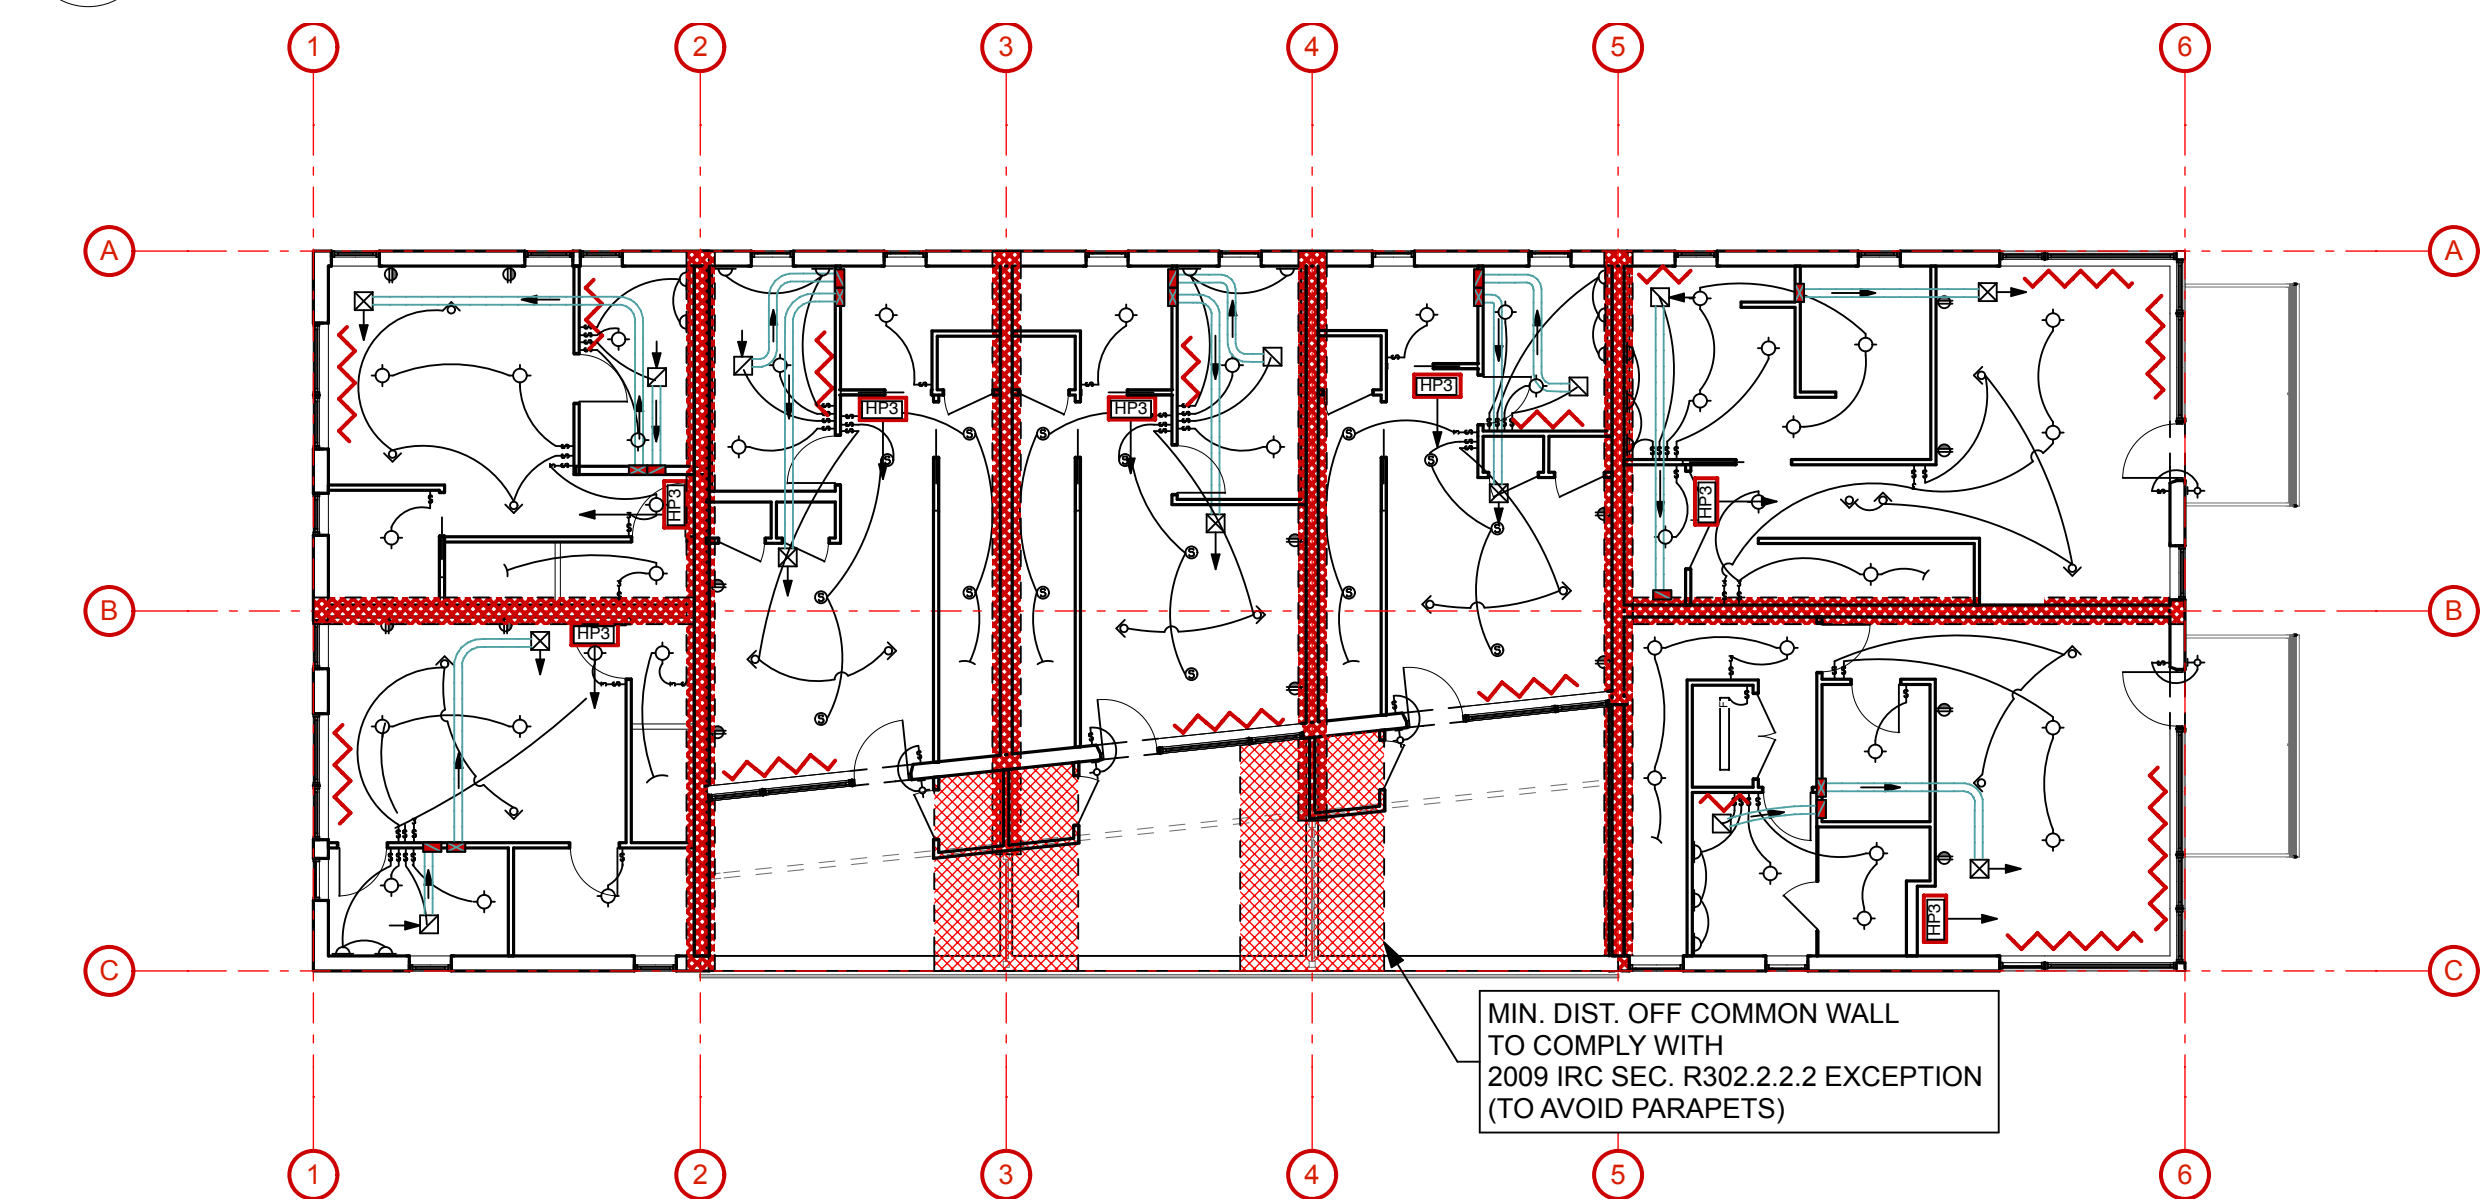 1 2 3 4 5 6
A A
HP3 HP3 HP3
HP3 HP3
B B
HP3
HP3
C C
MIN. DIST. OFF COMMON WALL
TO COMPLY WITH
2009 IRC SEC. R302.2.2.2 EXCEPTION
(TO AVOID PARAPETS)
1 2 3 4 5 6